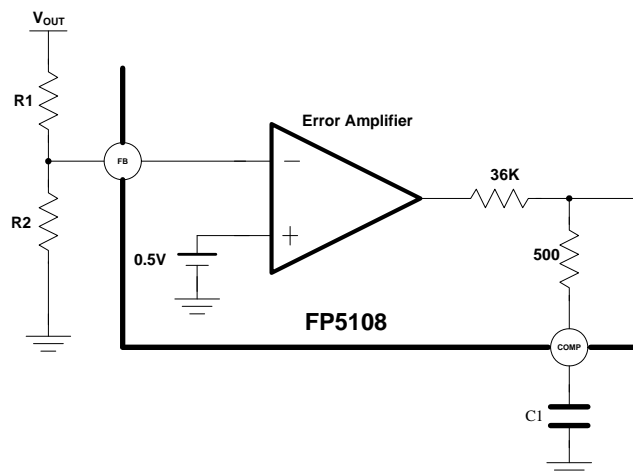 VOUT
Error Amplifier
R1
FB
−
36K
R2
+
0.5V
500
FP5108
COMP
C1